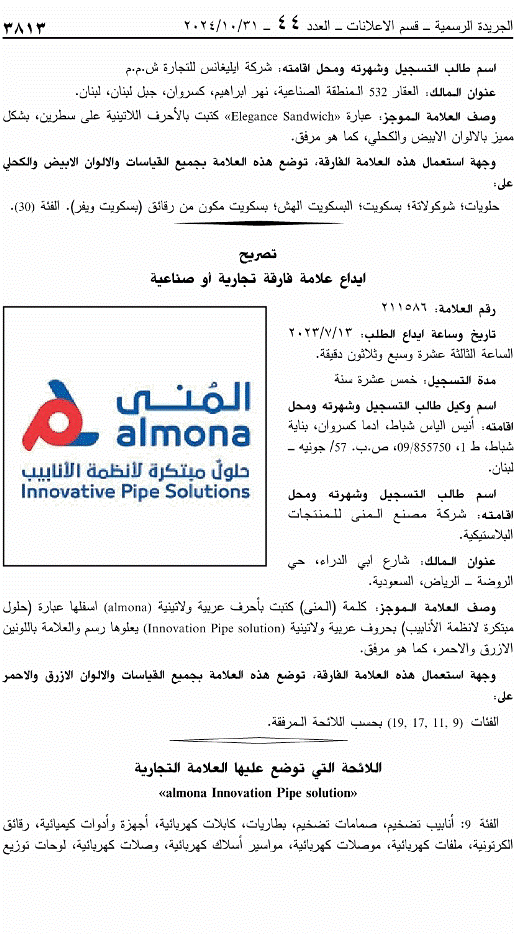 الجريدة الرسمية ــ قسم الاعلانات ــ العدد ٤٤ ــ ٢٠٢٤/١٠/٣١ ٣٨١٣
اسم طالب التسجيل وشهرته ومحل اقامته: شركة ايليغانس للتجارة ش.م.م
عنوان المالك: العقار 532 المنطقة الصناعية، نهر ابراهيم، كسروان، جبل لبنان، لبنان.
وصف العلامة الموجز: عبارة «Elegance Sandwich» كتبت بالأحرف اللاتينية على سطرين، بشكل
مميز بالالوان الابيض والكحلي، كما هو مرفق.
وجهة استعمال هذه العلامة الفارقة، توضع هذه العلامة بجميع القياسات والالوان الابيض والكحلي
على:
حلويات؛ شوكولاتة؛ بسكويت؛ البسكويت الهش؛ بسكويت مكون من رقائق (بسكويت ويفر). الفئة (30).
تصريح
ايداع علامة فارقة تجارية أو صناعية
رقم العلامة: ٢١١٥٨٦
تاريخ وساعة ايداع الطلب: ٢٠٢٣/٧/١٣
الساعة الثالثة عشرة وسبع وثلاثون دقيقة.
مدة التسجيل: خمس عشرة سنة
اسم وكيل طالب التسجيل وشهرته ومحل
اقامته: أنيس الياس شباط، ادما كسروان، بناية
شباط، ط 1، 09/855750، ص.ب. 57/ جونيه ــ
لبنان.
اسم طالب التسجيل وشهرته ومحل
اقامته: شركة مصنع المنى للمنتجات
البلاستيكية.
عنوان المالك: شارع ابي الدراء، حي
الروضة ــ الرياض، السعودية.
المُنى
almona
حلولٌ مبتكرة لأنظمة الأنابيب
Innovative Pipe Solutions
وصف العلامة الموجز: كلمة (المنى) كتبت بأحرف عربية ولاتينية (almona) اسفلها عبارة (حلول
مبتكرة لانظمة الأنابيب) بحروف عربية ولاتينية (Innovation Pipe solution) يعلوها رسم والعلامة باللونين
الازرق والاحمر، كما هو مرفق.
وجهة استعمال هذه العلامة الفارقة، توضع هذه العلامة بجميع القياسات والالوان الازرق والاحمر
على:
الفئات (9 ,11 ,17 ,19) بحسب اللائحة المرفقة.
اللائحة التي توضع عليها العلامة التجارية
«almona Innovation Pipe solution»
الفئة 9: أنابيب تضخيم، صمامات تضخيم، بطاريات، كابلات كهربائية، أجهزة وأدوات كيميائية، رقائق
الكرتونية، ملفات كهربائية، موصلات كهربائية، مواسير أسلاك كهربائية، وصلات كهربائية، لوحات توزيع